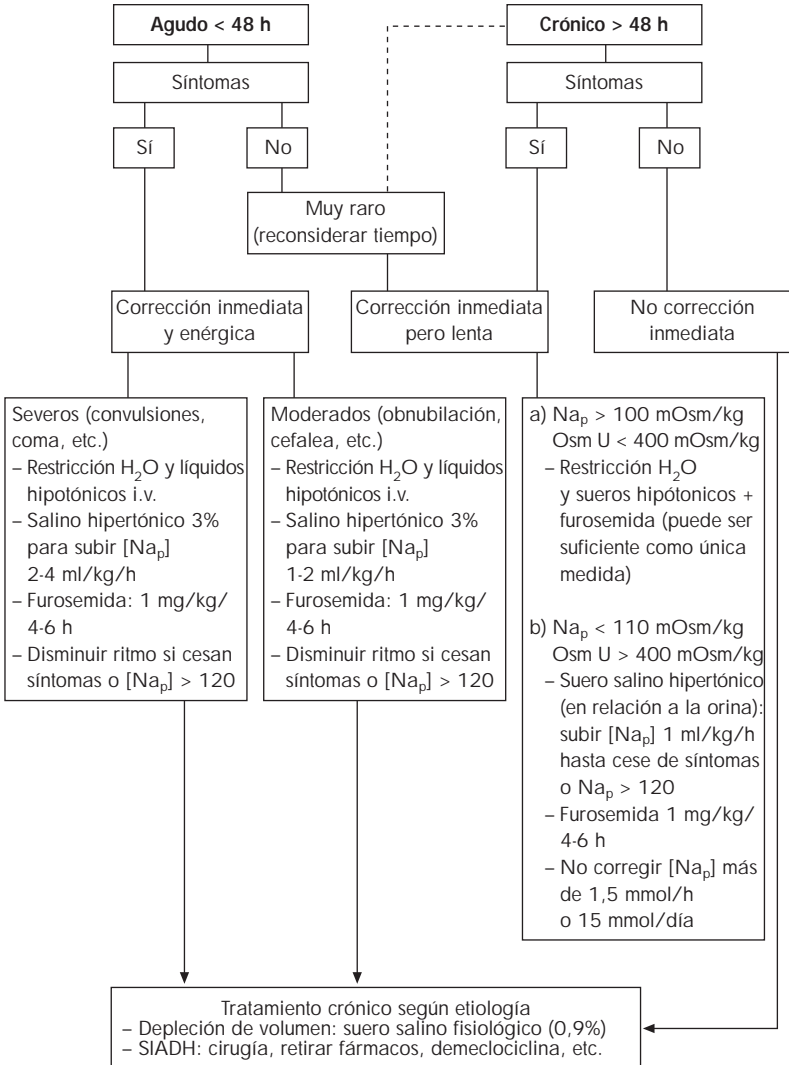 Agudo < 48 h
Crónico > 48 h
Síntomas
Síntomas
Sí
No
Sí
No
Muy raro
(reconsiderar tiempo)
Corrección inmediata
y enérgica
Corrección inmediata
pero lenta
No corrección
inmediata
Severos (convulsiones,
coma, etc.)
– Restricción H2O y líquidos
hipotónicos i.v.
– Salino hipertónico 3%
para subir [Nap]
2-4 ml/kg/h
– Furosemida: 1 mg/kg/
4-6 h
– Disminuir ritmo si cesan
síntomas o [Nap] > 120
Moderados (obnubilación,
cefalea, etc.)
– Restricción H2O y líquidos
hipotónicos i.v.
– Salino hipertónico 3%
para subir [Nap]
1-2 ml/kg/h
– Furosemida: 1 mg/kg/
4-6 h
– Disminuir ritmo si cesan
síntomas o [Nap] > 120
a) Nap > 100 mOsm/kg
Osm U < 400 mOsm/kg
– Restricción H2O
y sueros hipótonicos +
furosemida (puede ser
suficiente como única
medida)
b) Nap < 110 mOsm/kg
Osm U > 400 mOsm/kg
– Suero salino hipertónico
(en relación a la orina):
subir [Nap] 1 ml/kg/h
hasta cese de síntomas
o Nap > 120
– Furosemida 1 mg/kg/
4-6 h
– No corregir [Nap] más
de 1,5 mmol/h
o 15 mmol/día
Tratamiento crónico según etiología
– Depleción de volumen: suero salino fisiológico (0,9%)
– SIADH: cirugía, retirar fármacos, demeclociclina, etc.